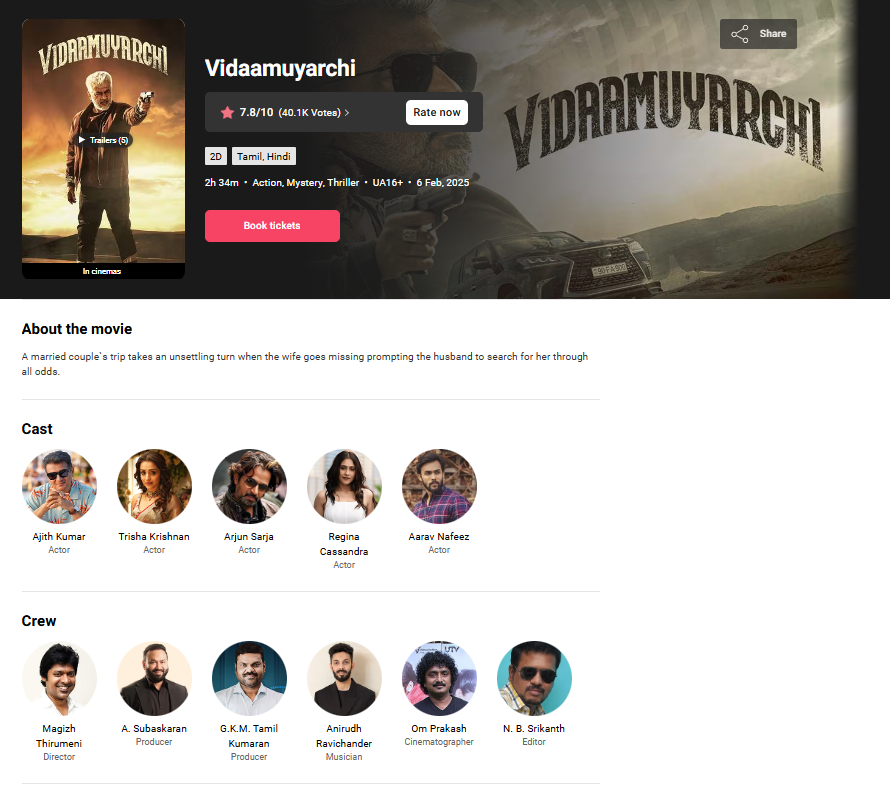 VIDAAMUYARCHI
Trailers (5)
In cinemas
Share
Vidaamuyarchi
7.8/10 (40.1K Votes) >
Rate now
2D
Tamil, Hindi
2h 34m • Action, Mystery, Thriller • UA16+ • 6 Feb, 2025
Book tickets
VIDAAMUYARCHI
About the movie
A married couple`s trip takes an unsettling turn when the wife goes missing prompting the husband to search for her through
all odds.
Cast
Ajith Kumar
Actor
Trisha Krishnan
Actor
Arjun Sarja
Actor
Regina
Cassandra
Actor
Aarav Nafeez
Actor
Crew
Magizh
Thirumeni
Director
A. Subaskaran
Producer
G.K.M. Tamil
Kumaran
Producer
Anirudh
Ravichander
Musician
UTV
Om Prakash
Cinematographer
N. B. Srikanth
Editor